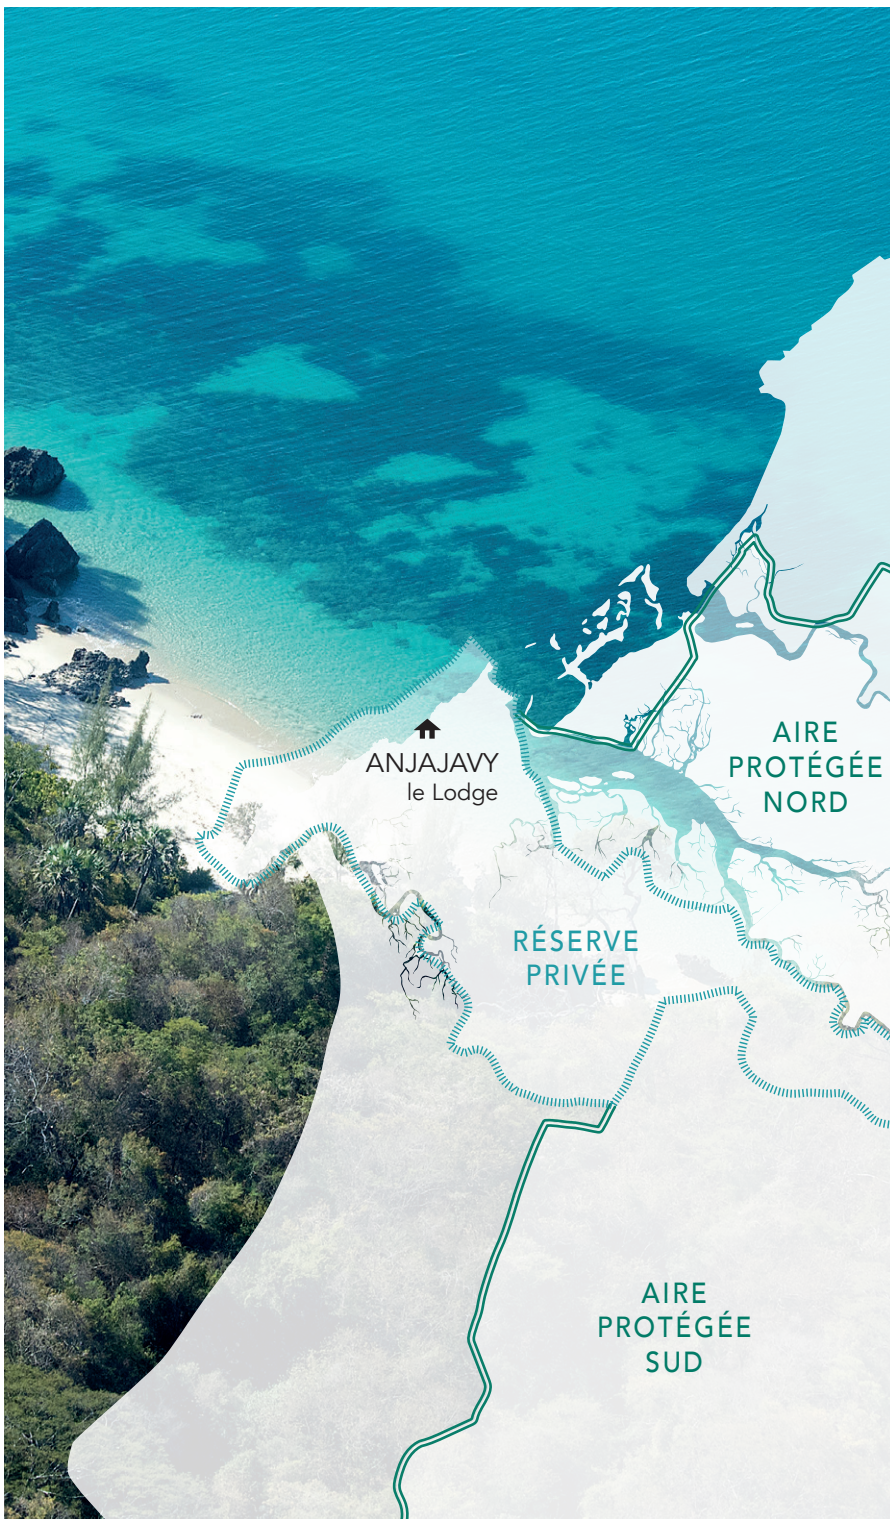 AIRE
PROTÉGÉE
NORD
ANJAJAVY
le Lodge
RÉSERVE
PRIVÉE
AIRE
PROTÉGÉE
SUD